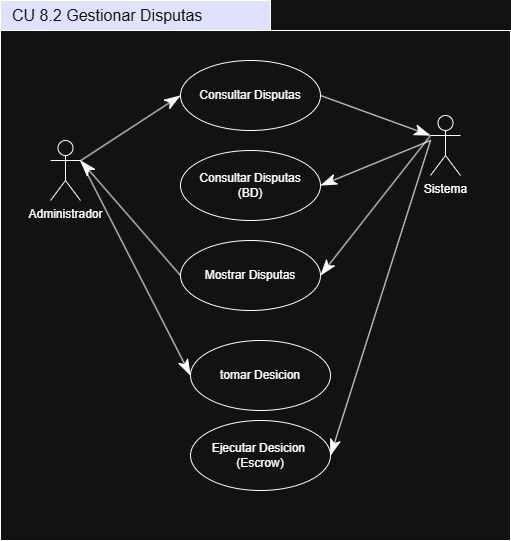 CU 8.2 Gestionar Disputas
Consultar Disputas
Consultar Disputas
(BD)
Administrador
Sistema
Mostrar Disputas
tomar Desicion
Ejecutar Desicion
(Escrow)